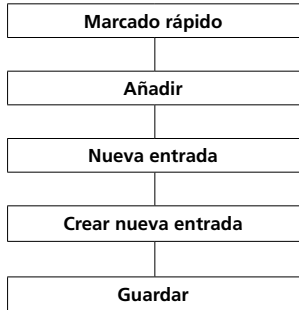 Marcado rápido
Añadir
Nueva entrada
Crear nueva entrada
Guardar